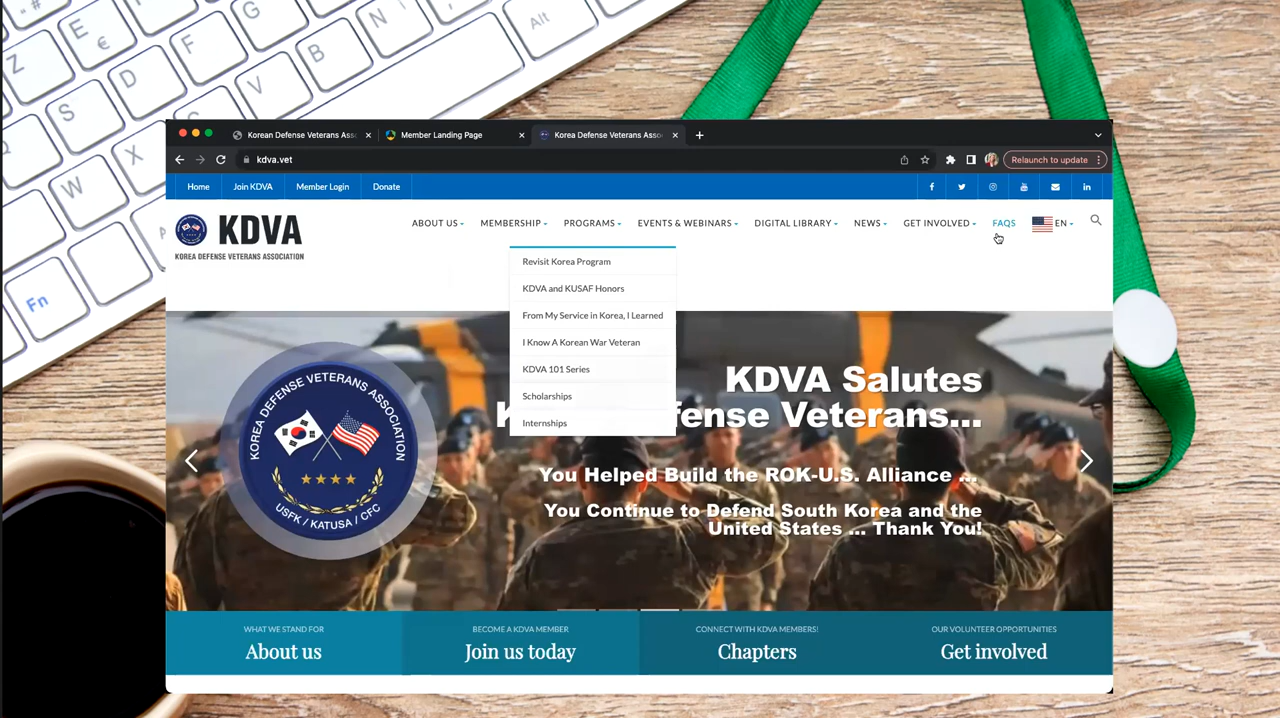 #
E
€
F
G
H
N
Alt
Z
D
V
B
S
X
Q
W
Fn
Korean Defense Veterans Ass
Member Landing Page
Korea Defense Veterans Asso
kdva.vet
Relaunch to update
Home
Join KDVA
Member Login
Donate
KDVA
KOREA DEFENSE VETERANS ASSOCIATION
ABOUT US
MEMBERSHIP
PROGRAMS
EVENTS & WEBINARS
DIGITAL LIBRARY
NEWS
GET INVOLVED
FAQS
EN
Revisit Korea Program
KDVA and KUSAF Honors
From My Service in Korea, I Learned
I Know A Korean War Veteran
KDVA 101 Series
Scholarships
Internships
KOREA DEFENSE VETERANS ASSOCIATION
USFK / KATUSA / CFC
KDVA Salutes
fense Veterans...
You Helped Build the ROK-U.S. Alliance ...
You Continue to Defend South Korea and the
United States ... Thank You!
WHAT WE STAND FOR
About us
BECOME A KDVA MEMBER
Join us today
CONNECT WITH KDVA MEMBERS!
Chapters
OUR VOLUNTEER OPPORTUNITIES
Get involved